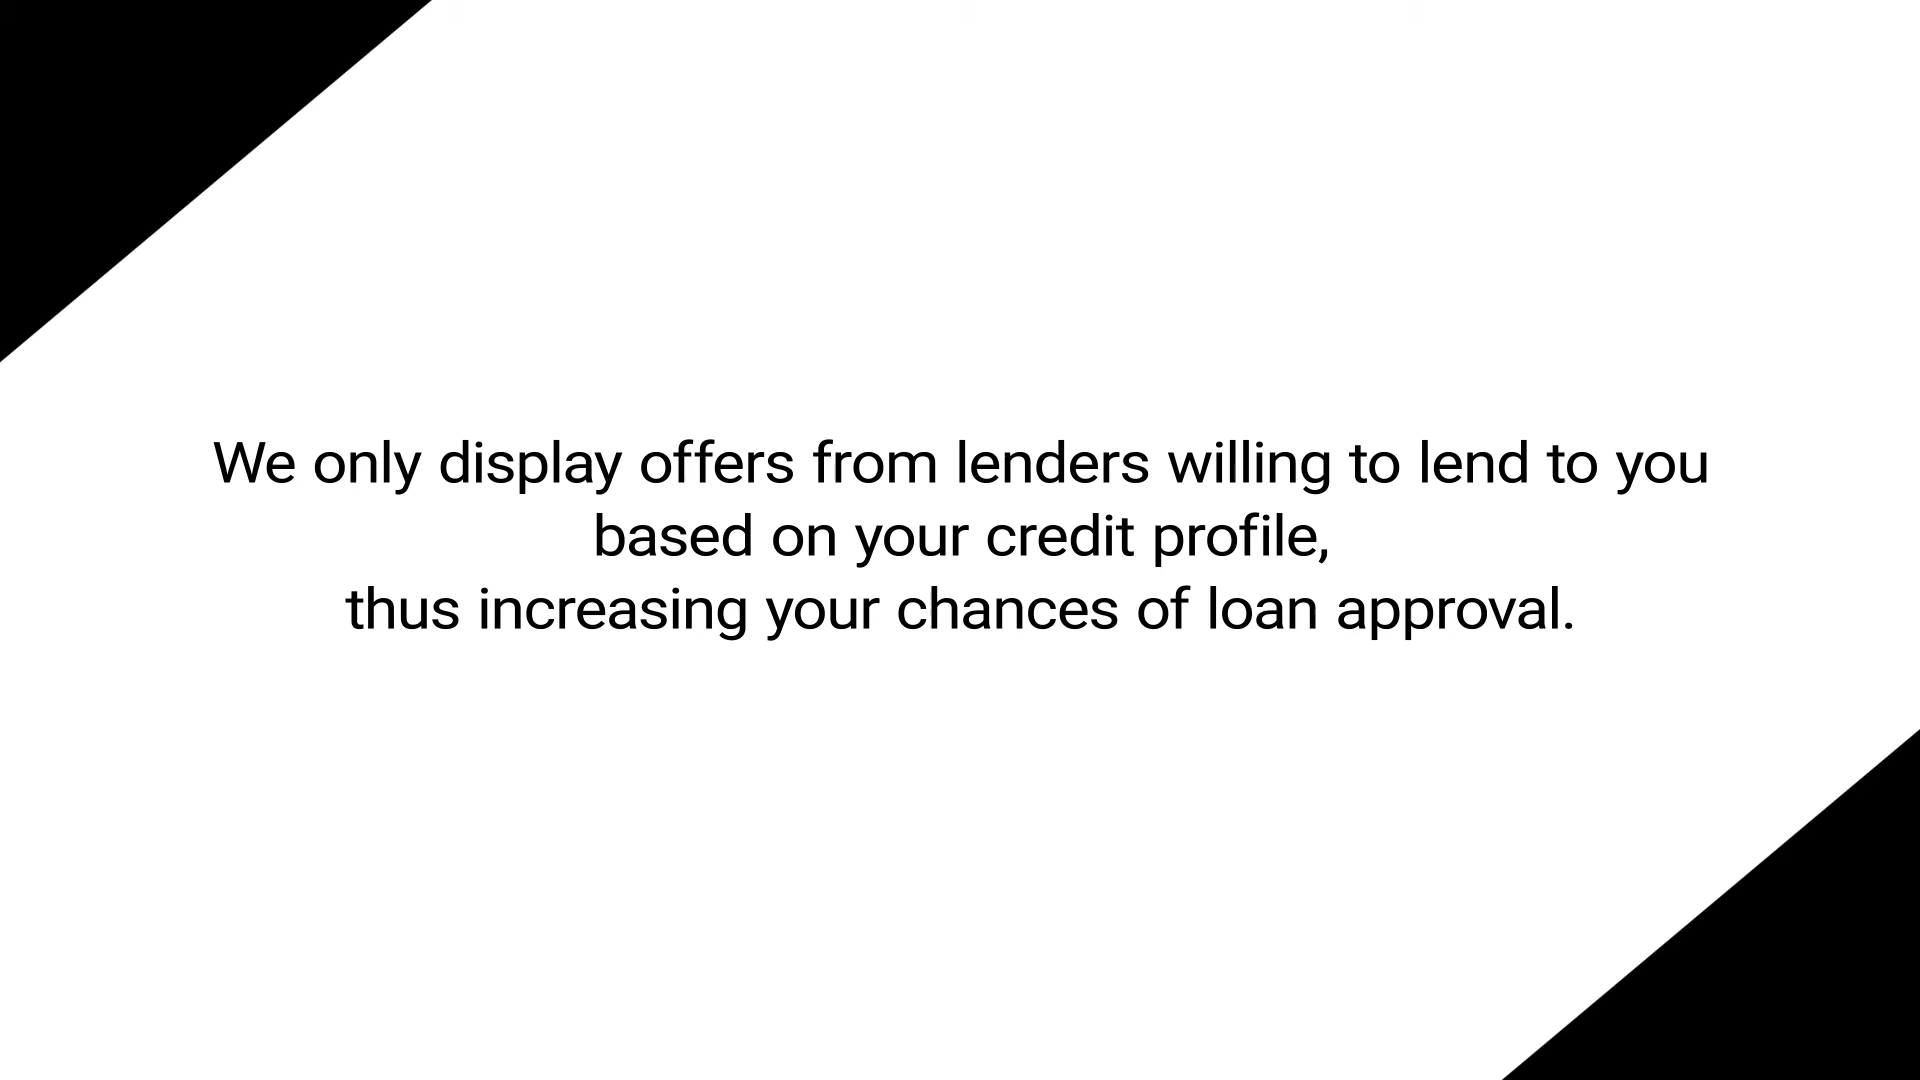 We only display offers from lenders willing to lend to you
based on your credit profile,
thus increasing your chances of loan approval.